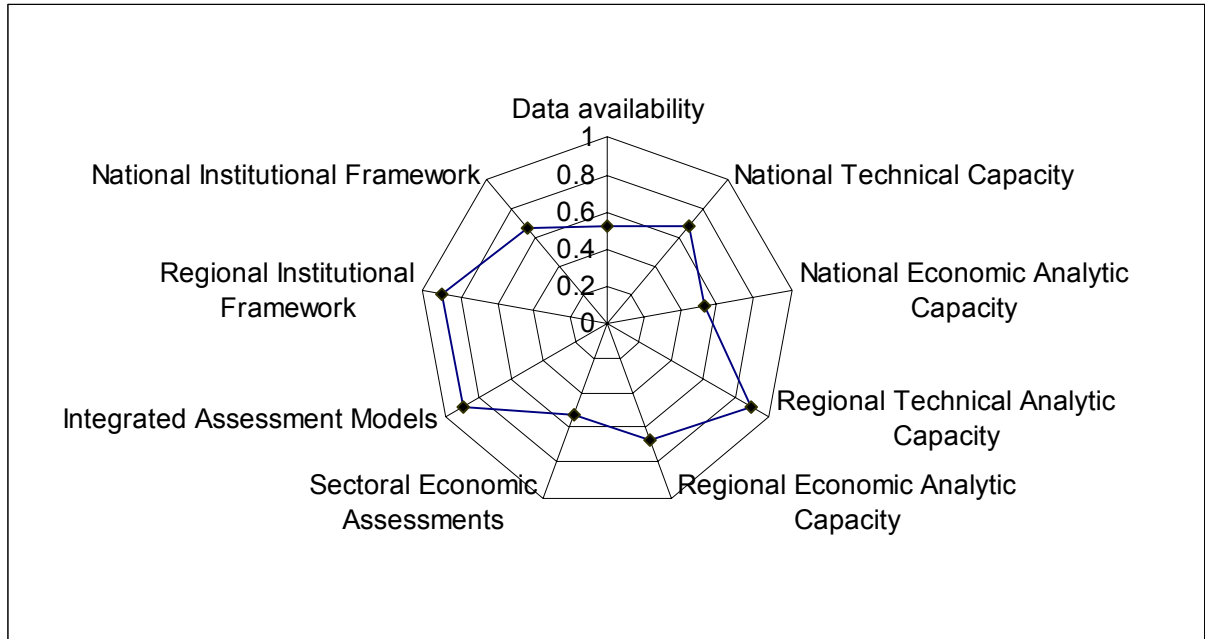 Data availability
1
0.8
0.6
0.4
0.2
0
National Technical Capacity
National Economic Analytic
Capacity
Regional Technical Analytic
Capacity
Regional Economic Analytic
Capacity
Sectoral Economic
Assessments
Integrated Assessment Models
Regional Institutional
Framework
National Institutional Framework